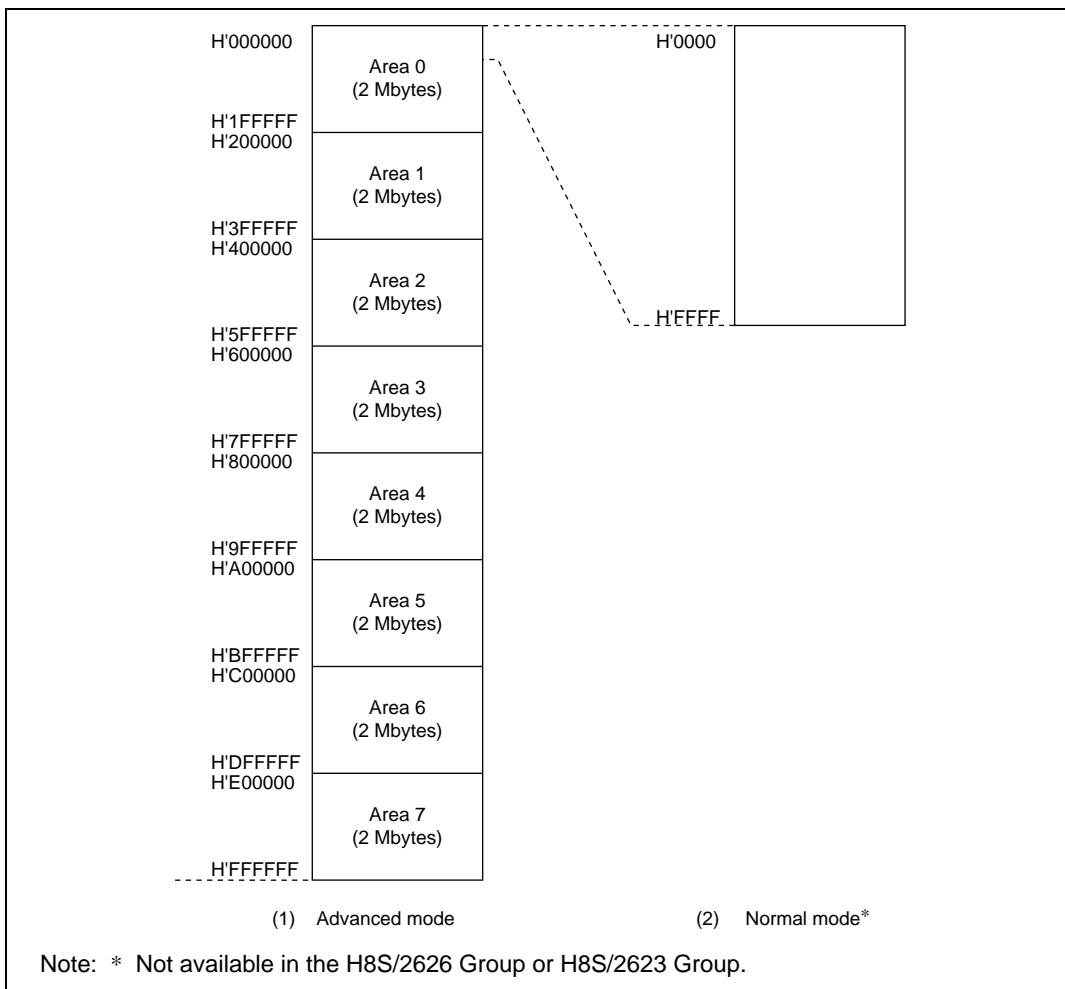 H'000000
Area 0
(2 Mbytes)
H'1FFFFF
H'200000
Area 1
(2 Mbytes)
H'3FFFFF
H'400000
Area 2
(2 Mbytes)
H'5FFFFF
H'600000
Area 3
(2 Mbytes)
H'7FFFFF
H'800000
Area 4
(2 Mbytes)
H'9FFFFF
H'A00000
Area 5
(2 Mbytes)
H'BFFFFF
H'C00000
Area 6
(2 Mbytes)
H'DFFFFF
H'E00000
Area 7
(2 Mbytes)
H'FFFFFF
(1) Advanced mode
H'0000
H'FFFF
(2) Normal mode*
Note: * Not available in the H8S/2626 Group or H8S/2623 Group.